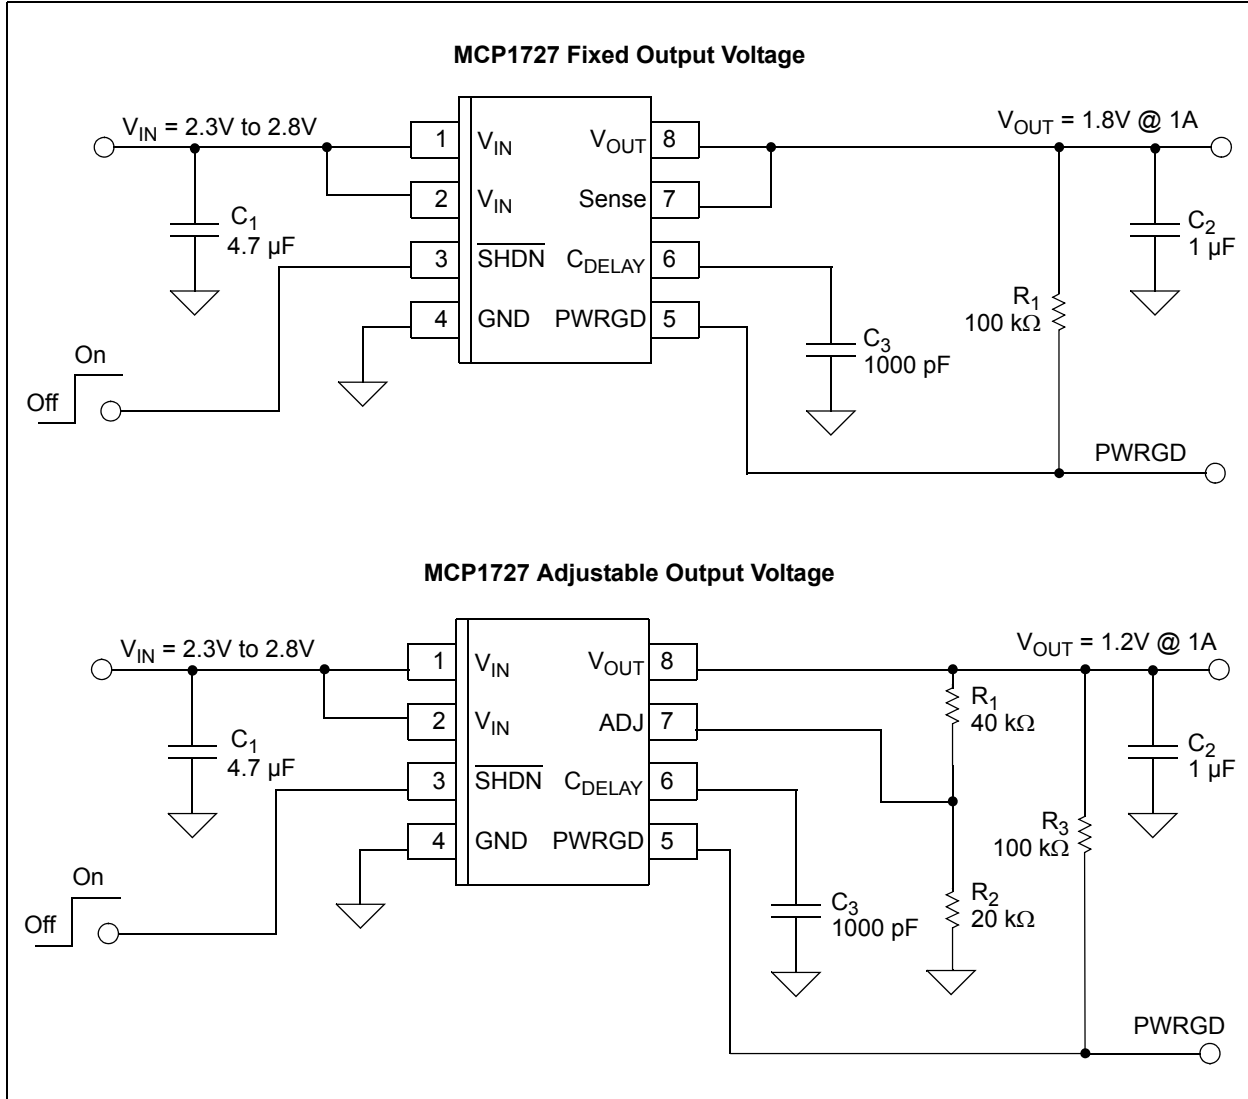 MCP1727 Fixed Output Voltage
VIN = 2.3V to 2.8V
VOUT = 1.8V @ 1A
1 VIN VOUT 8
2 VIN Sense 7
C1
4.7 µF
C2
1 µF
3 SHDN CDELAY 6
R1
100 kΩ
4 GND PWRGD 5
C3
1000 pF
On
Off
PWRGD
MCP1727 Adjustable Output Voltage
VIN = 2.3V to 2.8V
VOUT = 1.2V @ 1A
1 VIN VOUT 8
R1
40 kΩ
2 VIN ADJ 7
C1
4.7 µF
C2
1 µF
3 SHDN CDELAY 6
R3
100 kΩ
4 GND PWRGD 5
On
Off
C3
1000 pF
R2
20 kΩ
PWRGD